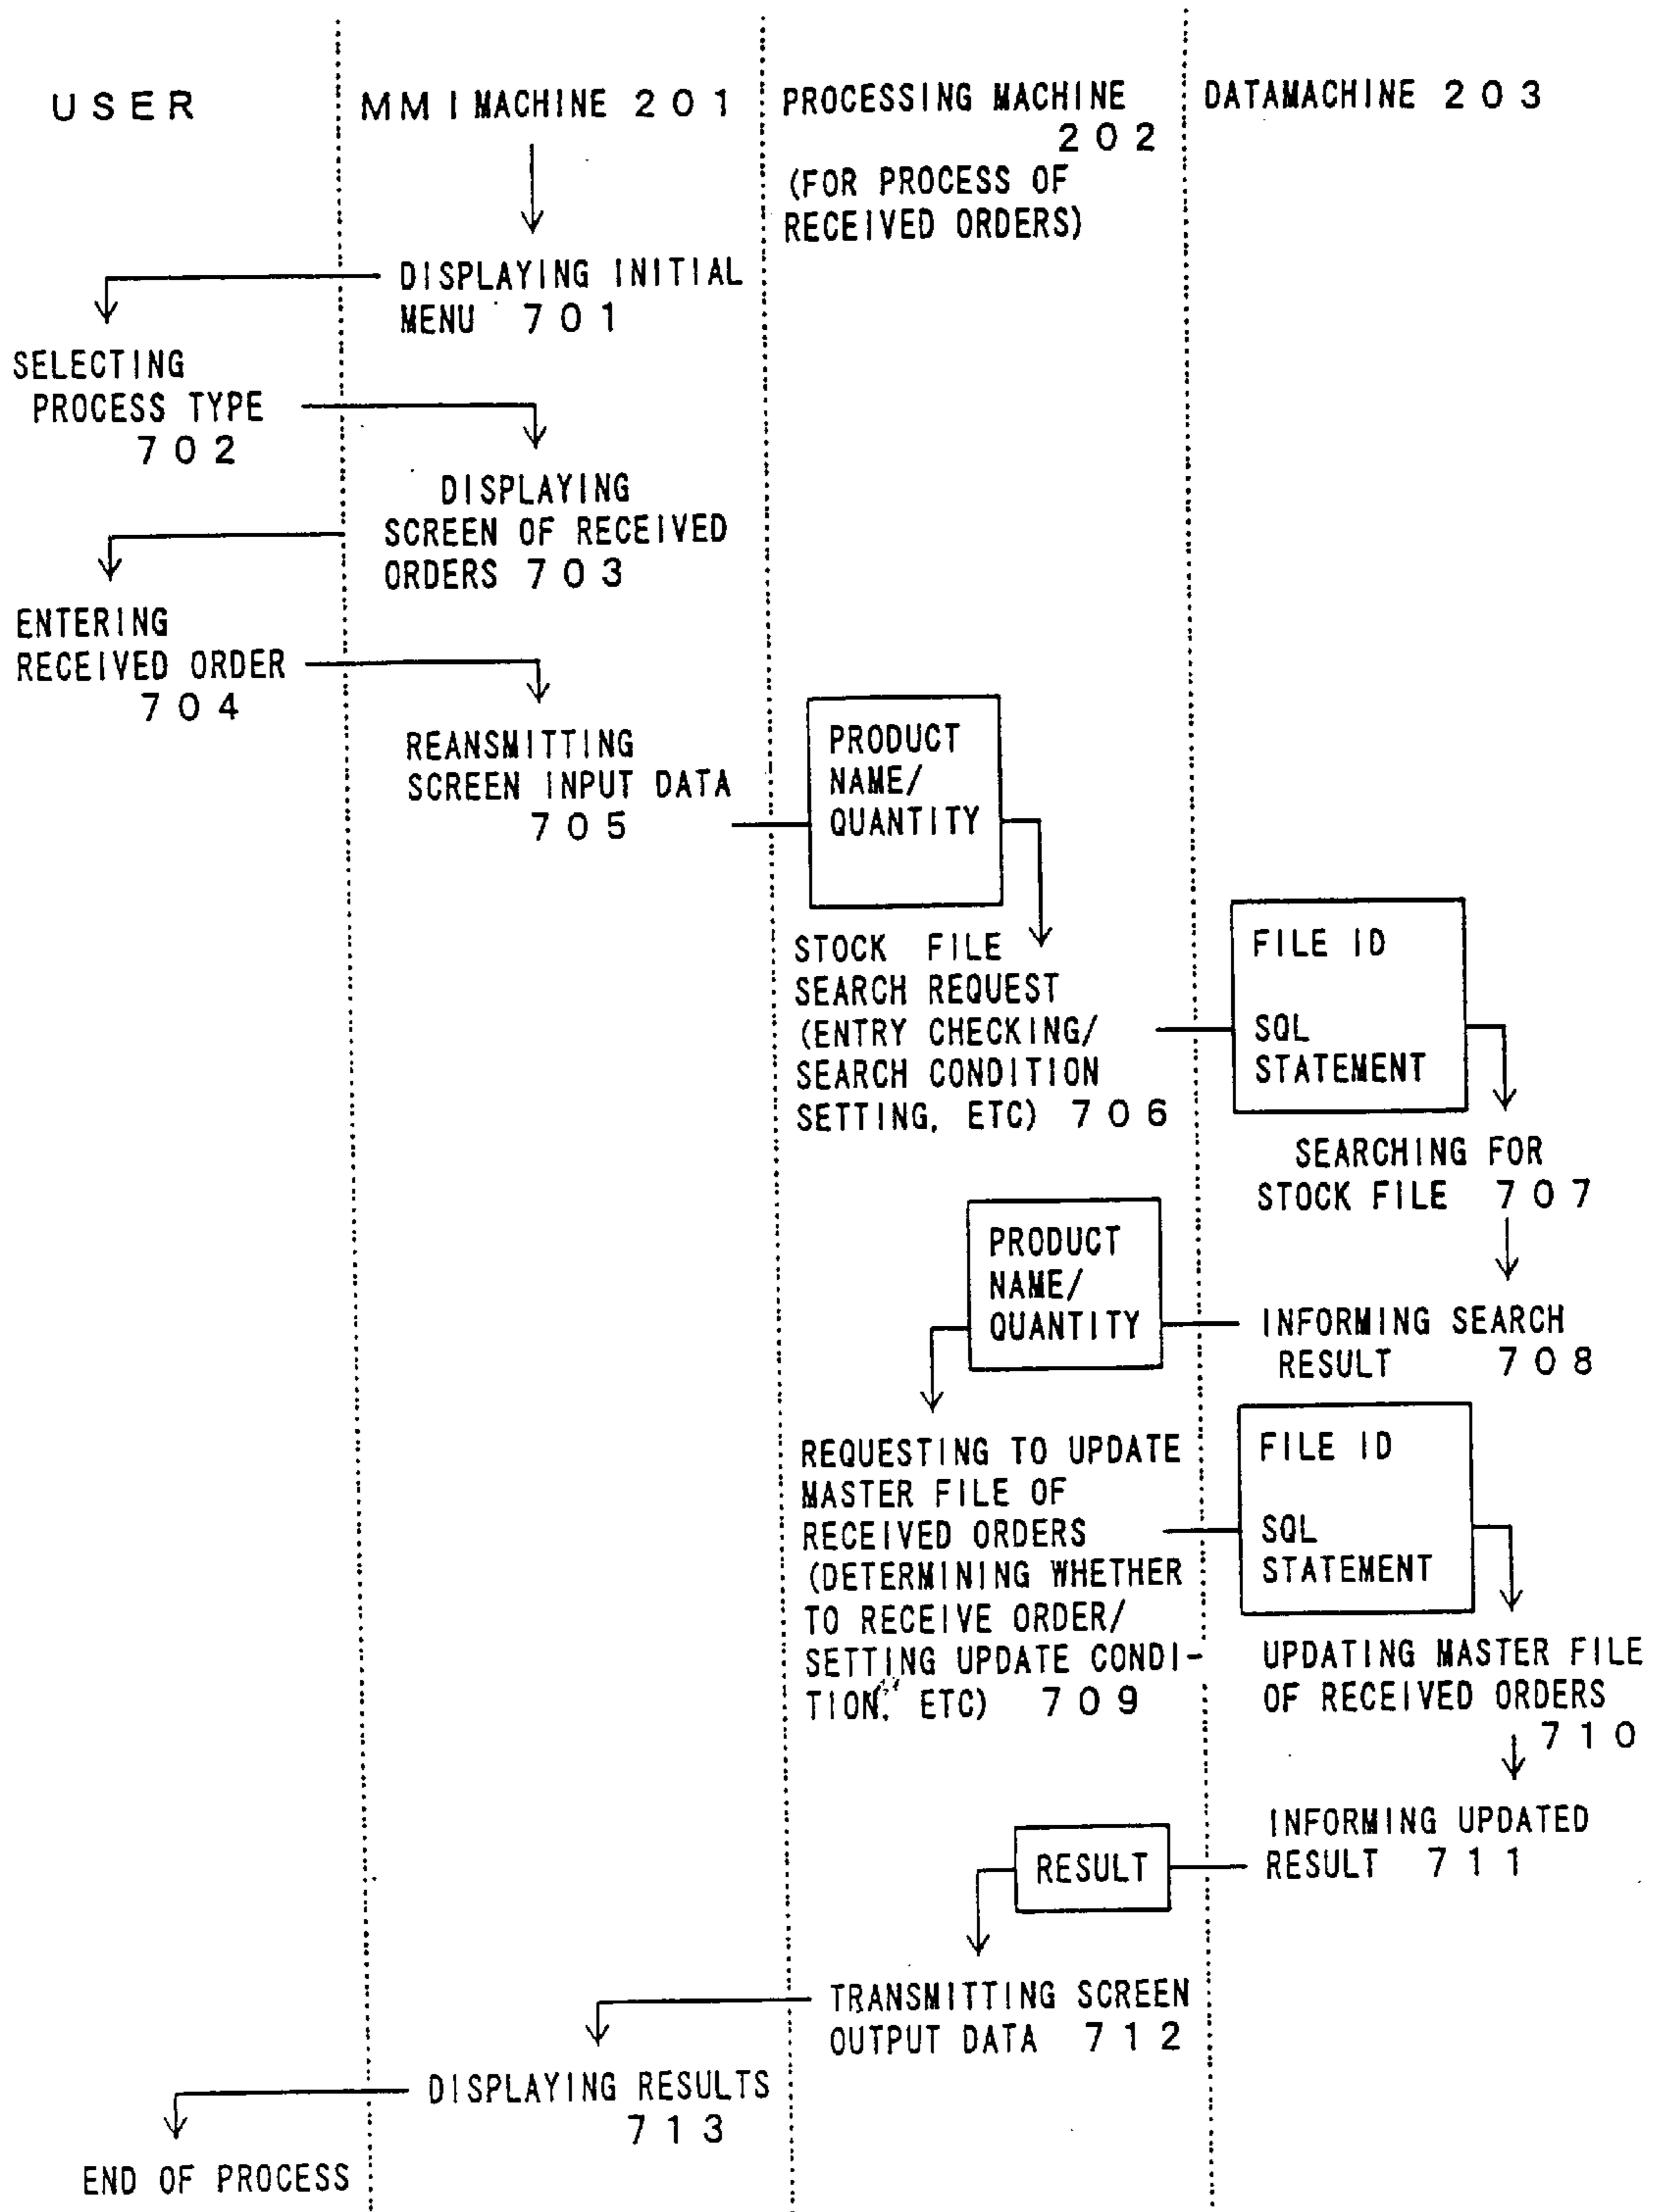 USER
MMI MACHINE 201
PROCESSING MACHINE
202
(FOR PROCESS OF
RECEIVED ORDERS)
DATAMACHINE 203
DISPLAYING INITIAL
MENU 701
SELECTING
PROCESS TYPE
702
DISPLAYING
SCREEN OF RECEIVED
ORDERS 703
ENTERING
RECEIVED ORDER
704
REANSMITTING
SCREEN INPUT DATA
705
PRODUCT
NAME/
QUANTITY
STOCK FILE
SEARCH REQUEST
(ENTRY CHECKING/
SEARCH CONDITION
SETTING, ETC) 706
FILE ID
SQL
STATEMENT
SEARCHING FOR
STOCK FILE 707
PRODUCT
NAME/
QUANTITY
INFORMING SEARCH
RESULT 708
REQUESTING TO UPDATE
MASTER FILE OF
RECEIVED ORDERS
(DETERMINING WHETHER
TO RECEIVE ORDER/
SETTING UPDATE CONDI-
TION, ETC) 709
FILE ID
SQL
STATEMENT
UPDATING MASTER FILE
OF RECEIVED ORDERS
710
INFORMING UPDATED
RESULT 711
RESULT
TRANSMITTING SCREEN
OUTPUT DATA 712
DISPLAYING RESULTS
713
END OF PROCESS